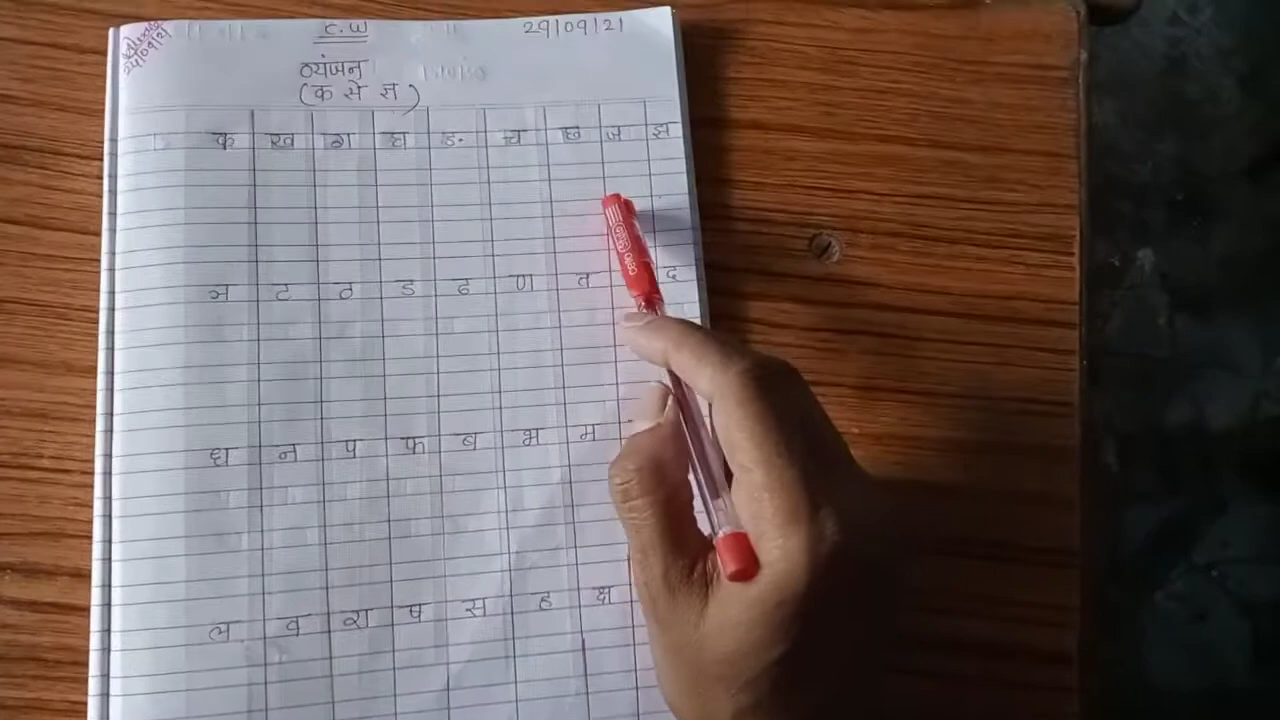 C.W
29/09/21
व्यंजन
(क से ज्ञ)
क ख ग घ ङ च छ ज झ
ञ ट ठ ड ढ ण त द
ध न प फ ब भ म
ल व श ष स ह क्ष